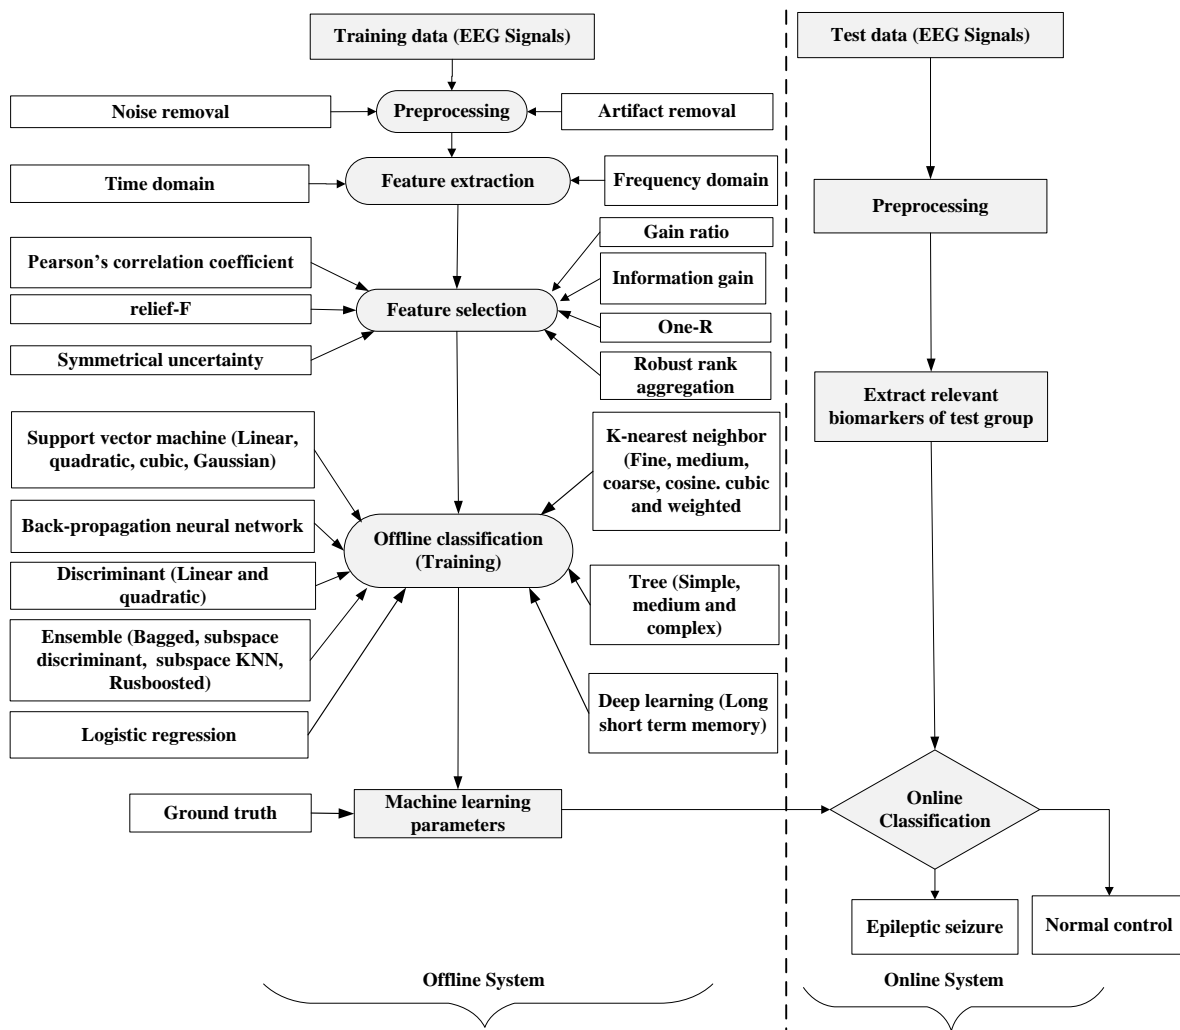 Training data (EEG Signals)
Noise removal
Preprocessing
Artifact removal
Time domain
Feature extraction
Frequency domain
Pearson's correlation coefficient
relief-F
Symmetrical uncertainty
Feature selection
Gain ratio
Information gain
One-R
Robust rank
aggregation
Support vector machine (Linear,
quadratic, cubic, Gaussian)
Back-propagation neural network
Discriminant (Linear and
quadratic)
Ensemble (Bagged, subspace
discriminant, subspace KNN,
Rusboosted)
Logistic regression
Offline classification
(Training)
K-nearest neighbor
(Fine, medium,
coarse, cosine. cubic
and weighted
Tree (Simple,
medium and
complex)
Deep learning (Long
short term memory)
Ground truth
Machine learning
parameters
Offline System
Test data (EEG Signals)
Preprocessing
Extract relevant
biomarkers of test group
Online
Classification
Epileptic seizure
Normal control
Online System